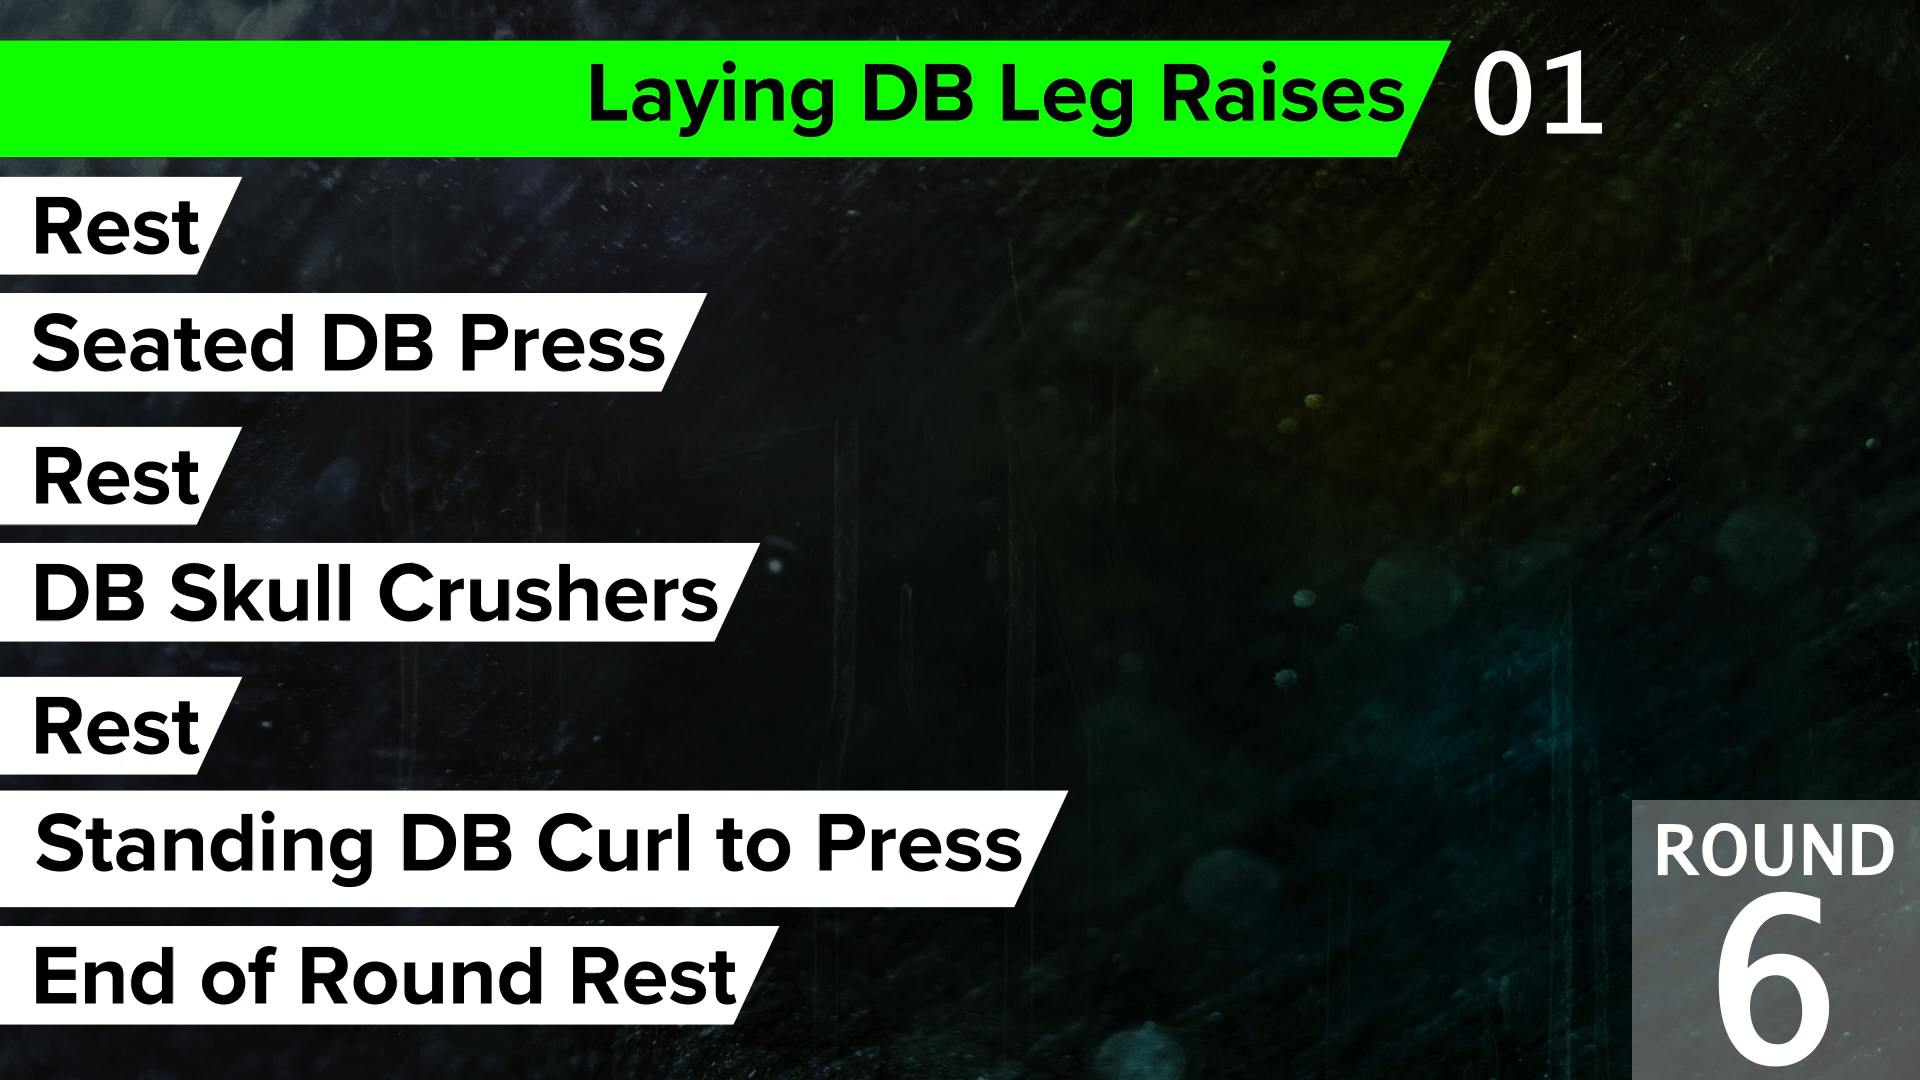 Laying DB Leg Raises 01
Rest
Seated DB Press
Rest
DB Skull Crushers
Rest
Standing DB Curl to Press
End of Round Rest
ROUND
6